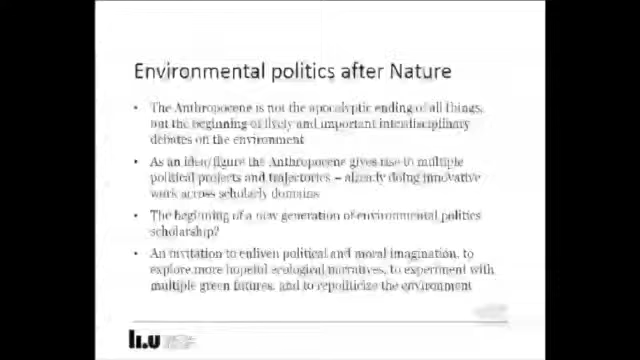 Environmental politics after Nature
• The Anthropocene is not the apocalyptic ending of all things,
but the beginning of lively and important interdisciplinary
debates on the environment
• As an idea/figure the Anthropocene gives rise to multiple
political projects and trajectories – already doing innovative
work across scholarly domains
• The beginning of a new generation of environmental politics
scholarship?
• An invitation to enliven political and moral imagination, to
explore more hopeful ecological narratives, to experiment with
multiple green futures, and to repoliticize the environment
li.u